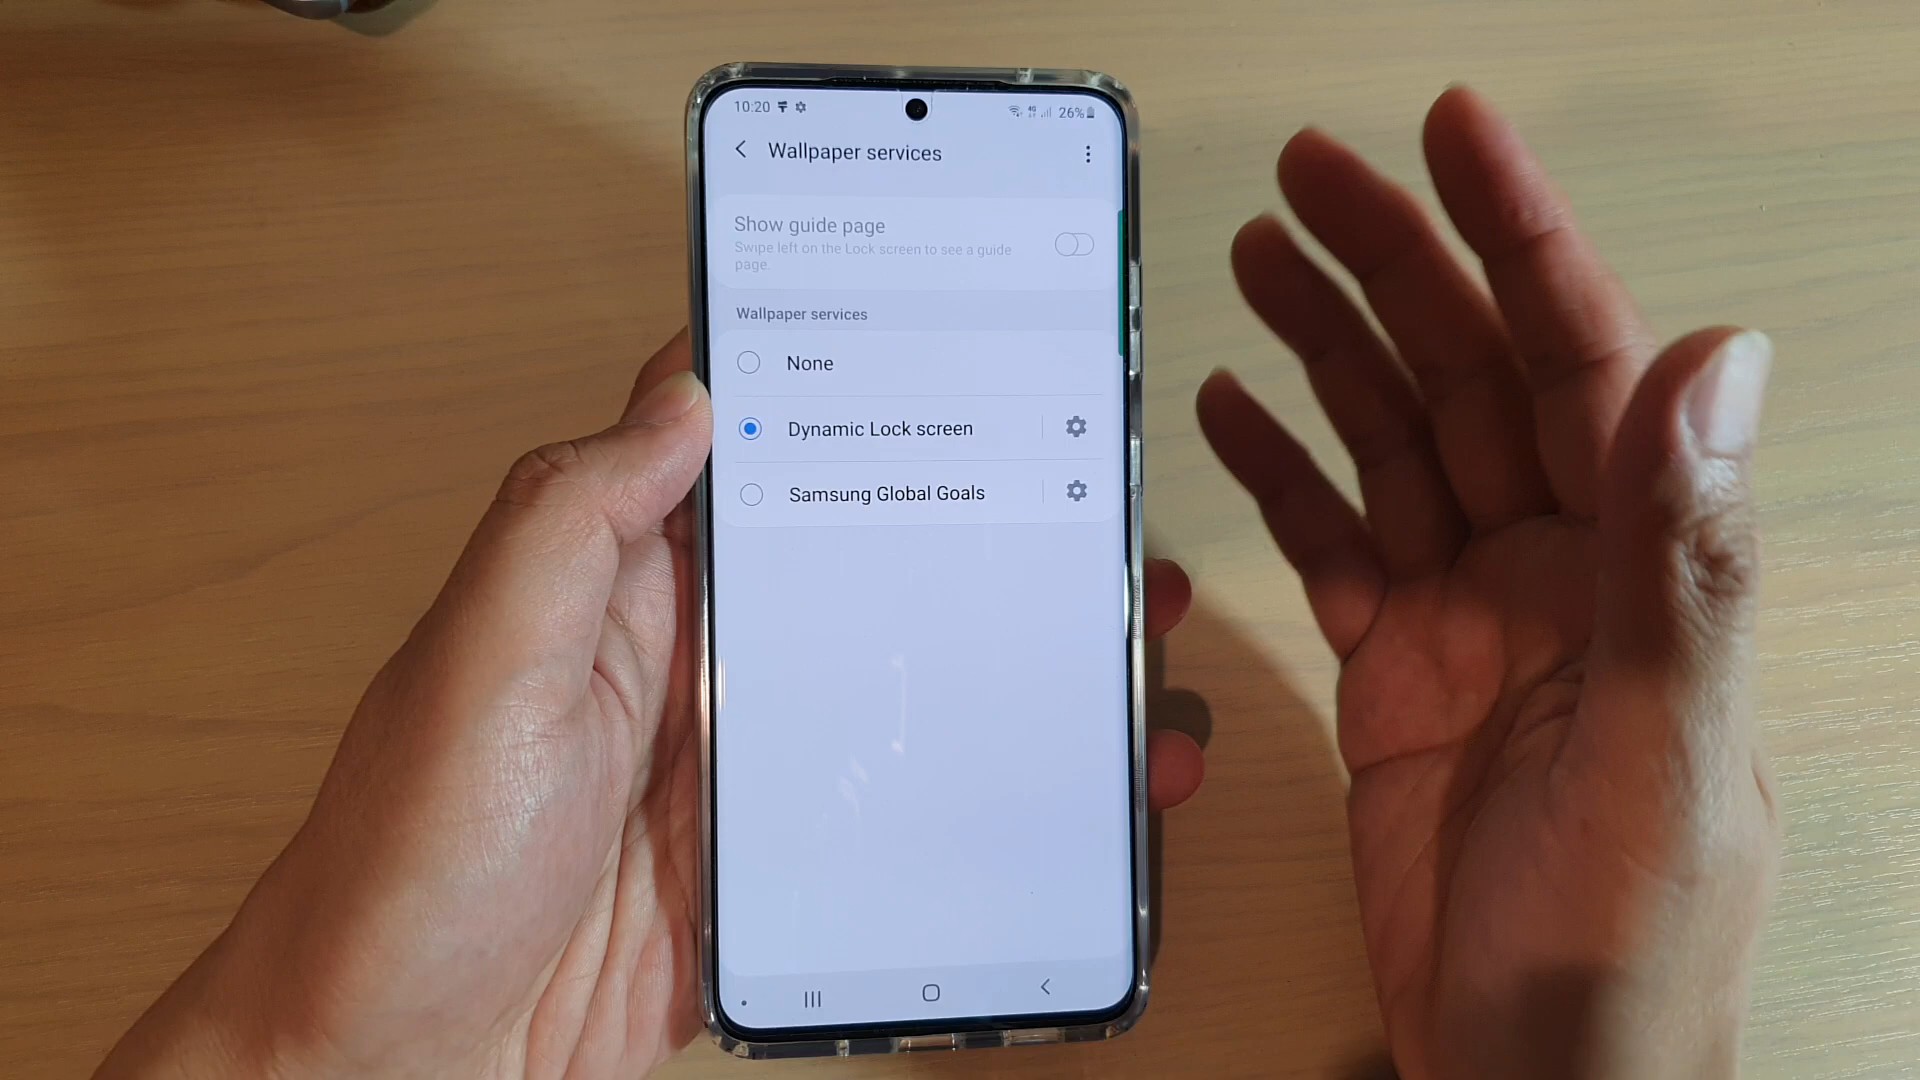 10:20
4G
26%
Wallpaper services
Show guide page
Swipe left on the Lock screen to see a guide
page.
Wallpaper services
None
Dynamic Lock screen
Samsung Global Goals